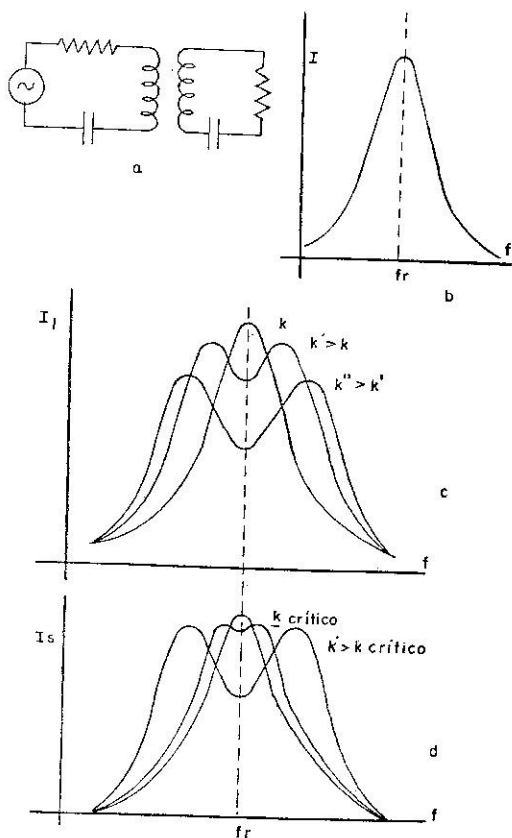 a
I
f
fr
b
I₁
k
k' > k
k'' > k'
c
f
Is
k crítico
k' > k crítico
d
f
fr